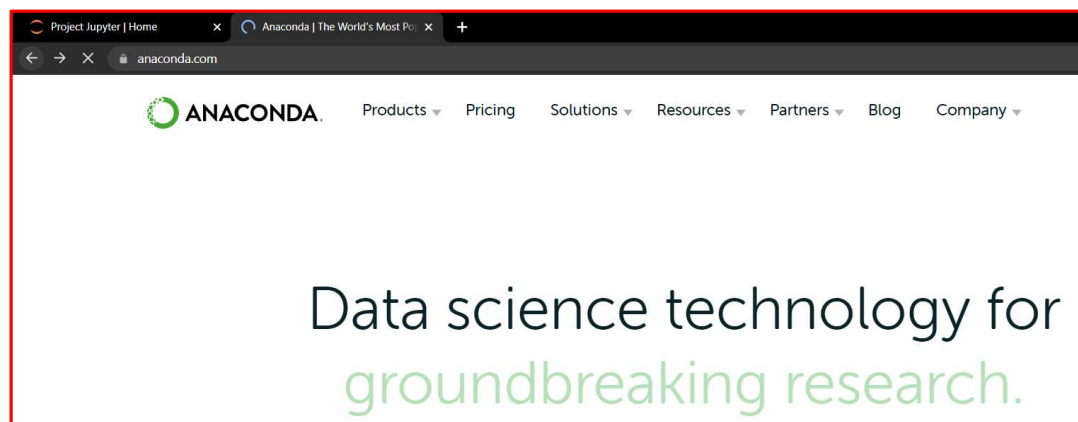 Project Jupyter | Home
Anaconda | The World's Most Po
anaconda.com
ANACONDA.
Products Pricing Solutions Resources Partners Blog Company
Data science technology for
groundbreaking research.